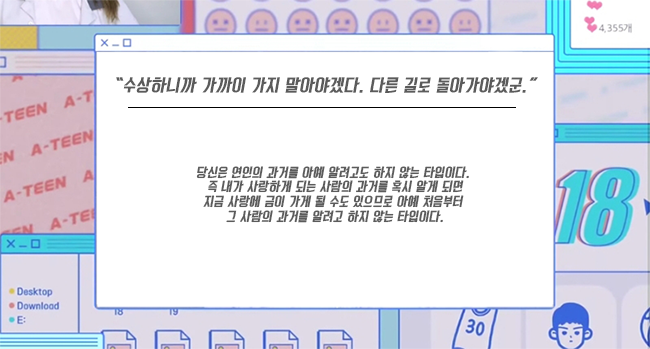 4,355개
A-TEEN
A-TEEN
A-TEEN
"수상하니까 가까이 가지 말아야겠다. 다른 길로 돌아가야겠군."
당신은 연인의 과거를 아예 알려고도 하지 않는 타입이다.
즉 내가 사랑하게 되는 사람의 과거를 혹시 알게 되면
지금 사랑에 금이 가게 될 수도 있으므로 아예 처음부터
그 사람의 과거를 알려고 하지 않는 타입이다.
18
Desktop
Download
E:
18
19
30